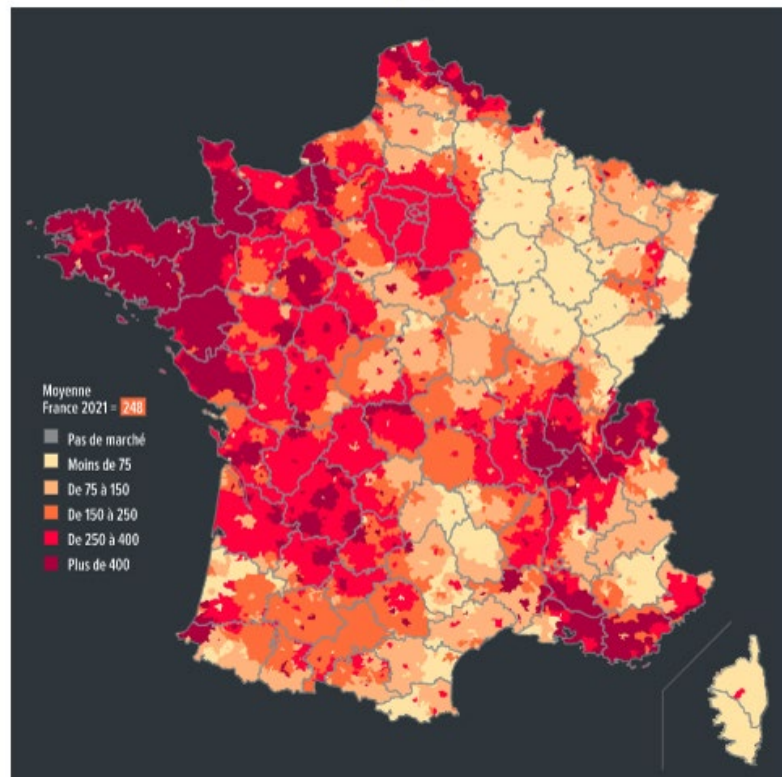 Moyenne
France 2021 = 248
Pas de marché
Moins de 75
De 75 à 150
De 150 à 250
De 250 à 400
Plus de 400